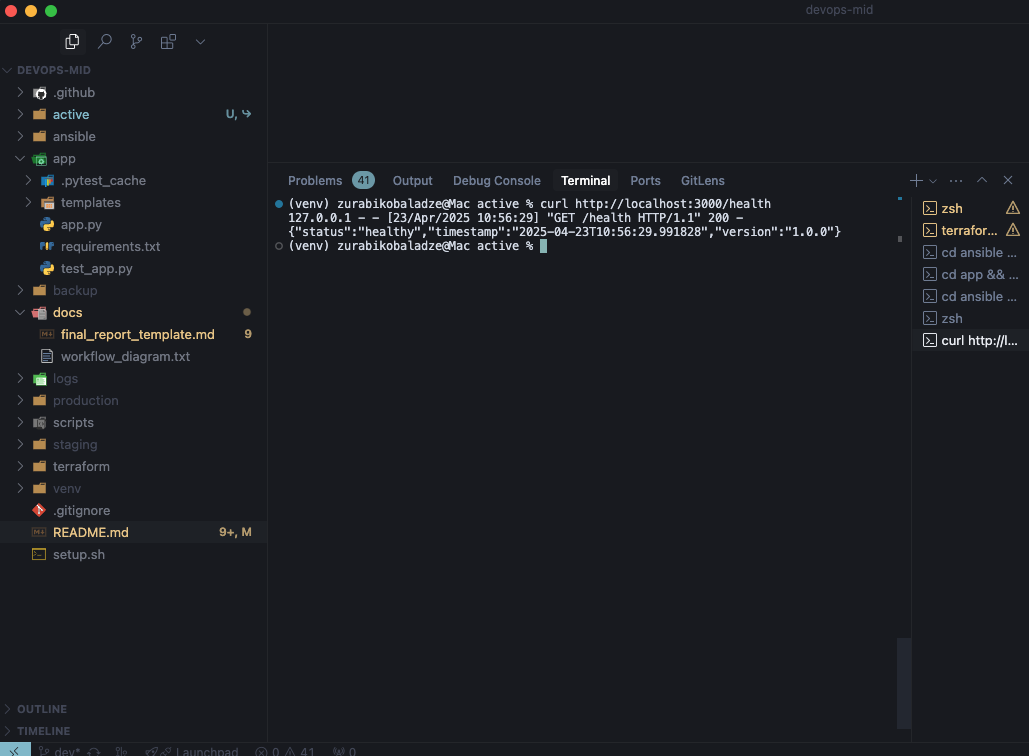 devops-mid
DEVOPS-MID
.github
active U,
ansible
app
.pytest_cache
templates
app.py
requirements.txt
test_app.py
backup
docs
final_report_template.md 9
workflow_diagram.txt
logs
production
scripts
staging
terraform
venv
.gitignore
README.md 9+, M
setup.sh
OUTLINE
TIMELINE
Problems 41 Output Debug Console Terminal Ports GitLens
(venv) zurabikobaladze@Mac active % curl http://localhost:3000/health
127.0.0.1 - - [23/Apr/2025 10:56:29] "GET /health HTTP/1.1" 200 -
{"status":"healthy","timestamp":"2025-04-23T10:56:29.991828","version":"1.0.0"}
(venv) zurabikobaladze@Mac active %
zsh
terrafor...
cd ansible ...
cd app && ...
cd ansible ...
zsh
curl http://l...
dev* Launchpad 0 41 0